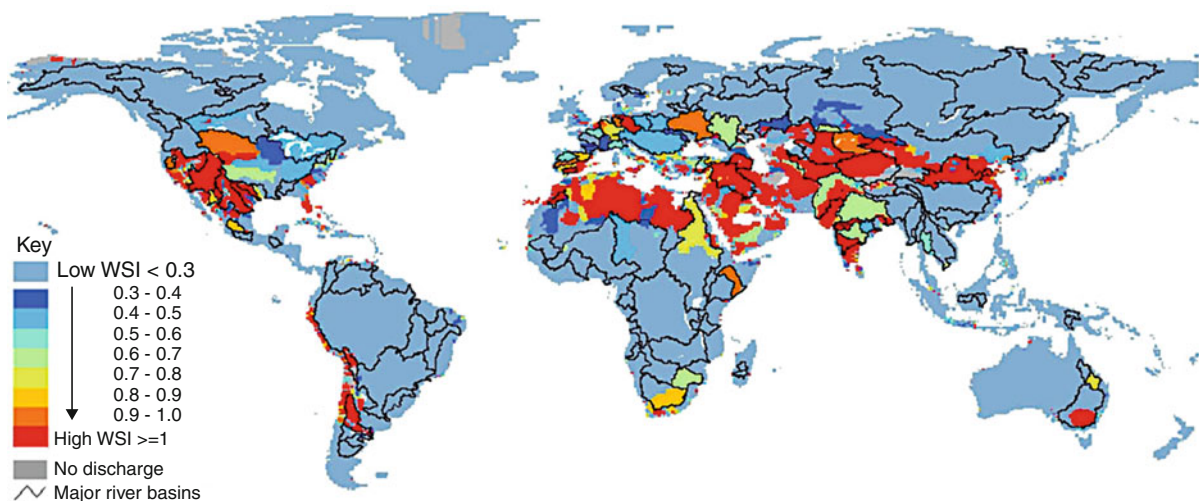 Key
Low WSI < 0.3
0.3 - 0.4
0.4 - 0.5
0.5 - 0.6
0.6 - 0.7
0.7 - 0.8
0.8 - 0.9
0.9 - 1.0
High WSI >=1
No discharge
Major river basins